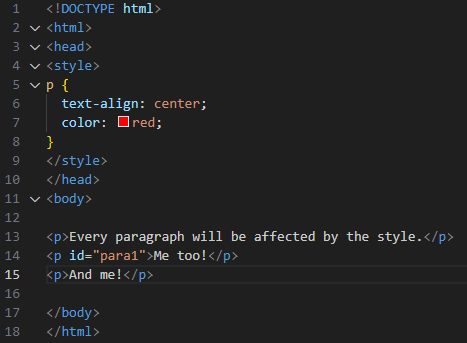 1 <!DOCTYPE html>
2 <html>
3 <head>
4 <style>
5 p {
6   text-align: center;
7   color: red;
8 }
9 </style>
10 </head>
11 <body>
12
13 <p>Every paragraph will be affected by the style.</p>
14 <p id="para1">Me too!</p>
15 <p>And me!</p>
16
17 </body>
18 </html>